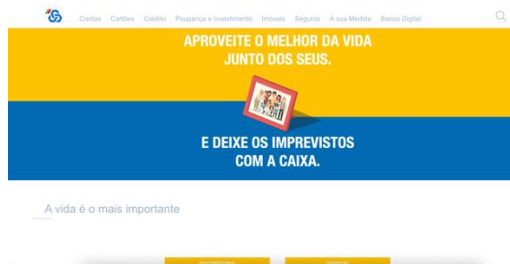 Contas Cartões Crédito Poupança e Investimento Imóveis Seguros A sua Medida Banco Digital
APROVEITE O MELHOR DA VIDA
JUNTO DOS SEUS.
E DEIXE OS IMPREVISTOS
COM A CAIXA.
A vida é o mais importante